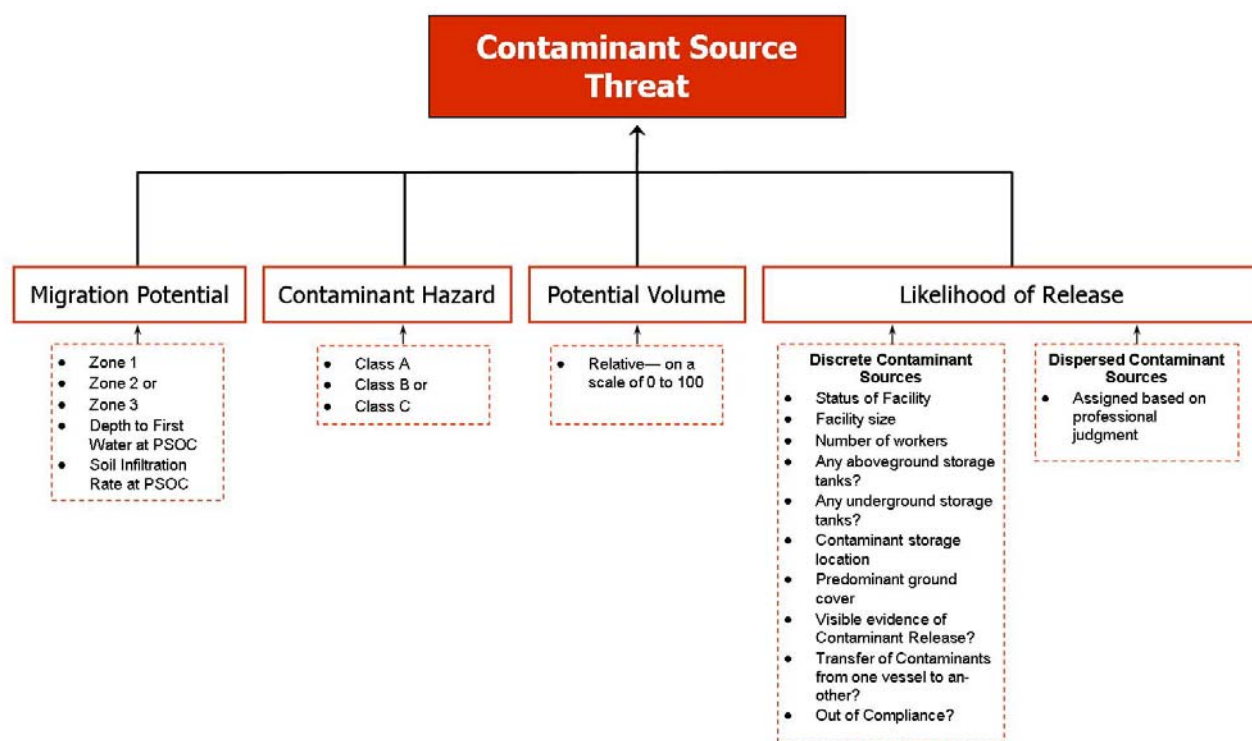 Contaminant Source
Threat
Migration Potential
Contaminant Hazard
Potential Volume
Likelihood of Release
• Zone 1
• Zone 2 or
• Zone 3
• Depth to First
Water at PSOC
• Soil Infiltration
Rate at PSOC
• Class A
• Class B or
• Class C
• Relative— on a
scale of 0 to 100
Discrete Contaminant
Sources
• Status of Facility
• Facility size
• Number of workers
• Any aboveground storage
tanks?
• Any underground storage
tanks?
• Contaminant storage
location
• Predominant ground
cover
• Visible evidence of
Contaminant Release?
• Transfer of Contaminants
from one vessel to an-
other?
• Out of Compliance?
Dispersed Contaminant
Sources
• Assigned based on
professional
judgment